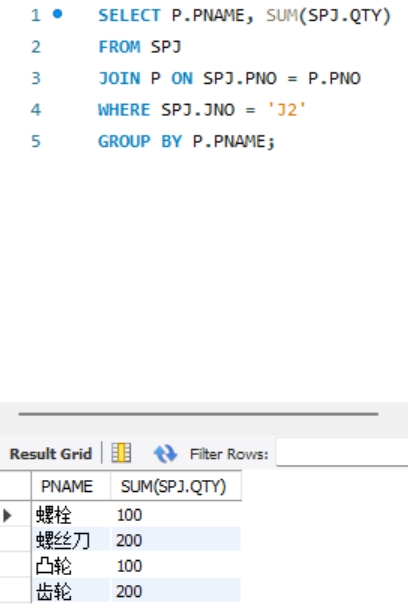 1 SELECT P.PNAME, SUM(SPJ.QTY)
2 FROM SPJ
3 JOIN P ON SPJ.PNO = P.PNO
4 WHERE SPJ.JNO = 'J2'
5 GROUP BY P.PNAME;
Result Grid Filter Rows:
PNAME SUM(SPJ.QTY)
螺栓 100
螺丝刀 200
凸轮 100
齿轮 200